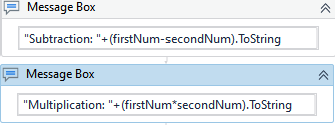 Message Box
"Subtraction: "+(firstNum-secondNum).ToString
Message Box
"Multiplication: "+(firstNum*secondNum).ToString